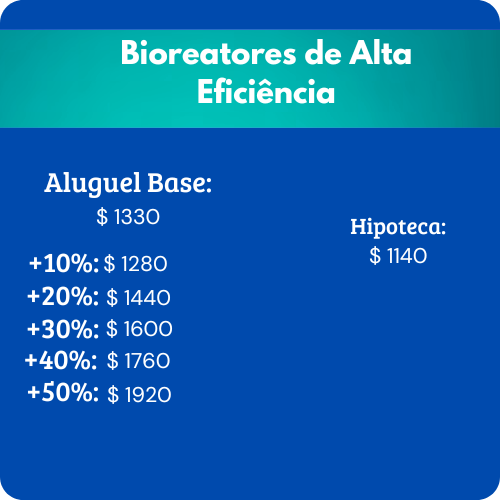 Bioreatores de Alta
Eficiência
Aluguel Base:
$ 1330
Hipoteca:
$ 1140
+10%: $ 1280
+20%: $ 1440
+30%: $ 1600
+40%: $ 1760
+50%: $ 1920